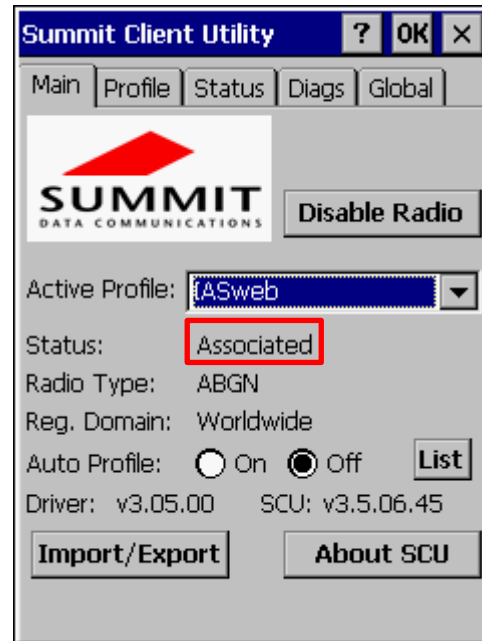 Summit Client Utility ? OK ×
Main Profile Status Diags Global
SUMMIT
DATA COMMUNICATIONS
Disable Radio
Active Profile: IASweb
Status: Associated
Radio Type: ABGN
Reg. Domain: Worldwide
Auto Profile: On Off List
Driver: v3.05.00 SCU: v3.5.06.45
Import/Export About SCU